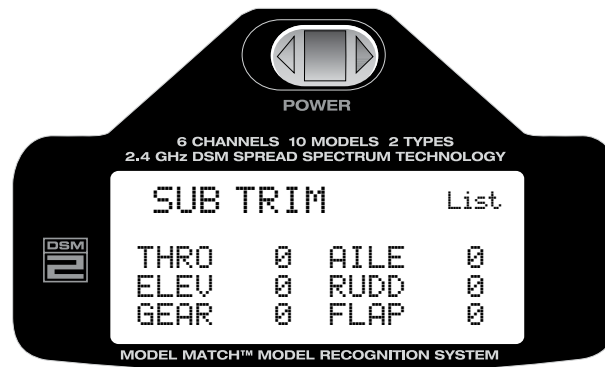 POWER
6 CHANNELS 10 MODELS 2 TYPES
2.4 GHz DSM SPREAD SPECTRUM TECHNOLOGY
SUB TRIM List
DSM
2
THRO 0 AILE 0
ELEV 0 RUDD 0
GEAR 0 FLAP 0
MODEL MATCH™ MODEL RECOGNITION SYSTEM